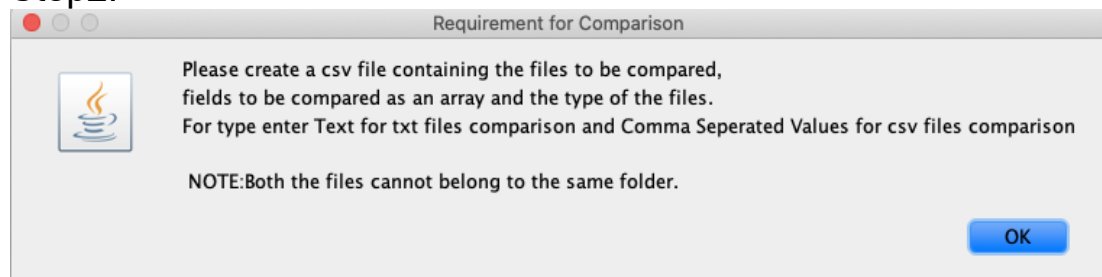 Step2:
Requirement for Comparison
Please create a csv file containing the files to be compared,
fields to be compared as an array and the type of the files.
For type enter Text for txt files comparison and Comma Seperated Values for csv files comparison
NOTE:Both the files cannot belong to the same folder.
OK